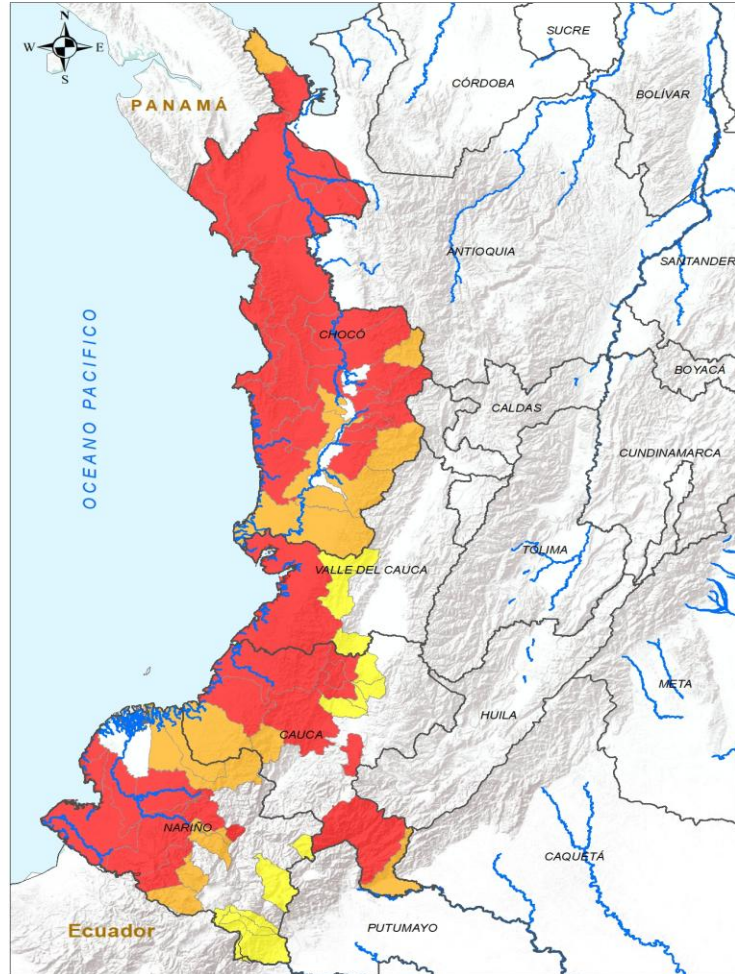 N
W E
S
SUCRE
CÓRDOBA
PANAMÁ
BOLÍVAR
ANTIOQUIA
SANTANDER
OCEANO PACIFICO
CHOCÓ
BOYACÁ
CALDAS
CUNDINAMARCA
TOLIMA
VALLE DEL CAUCA
META
HUILA
CAUCA
NARIÑO
CAQUETÁ
PUTUMAYO
Ecuador